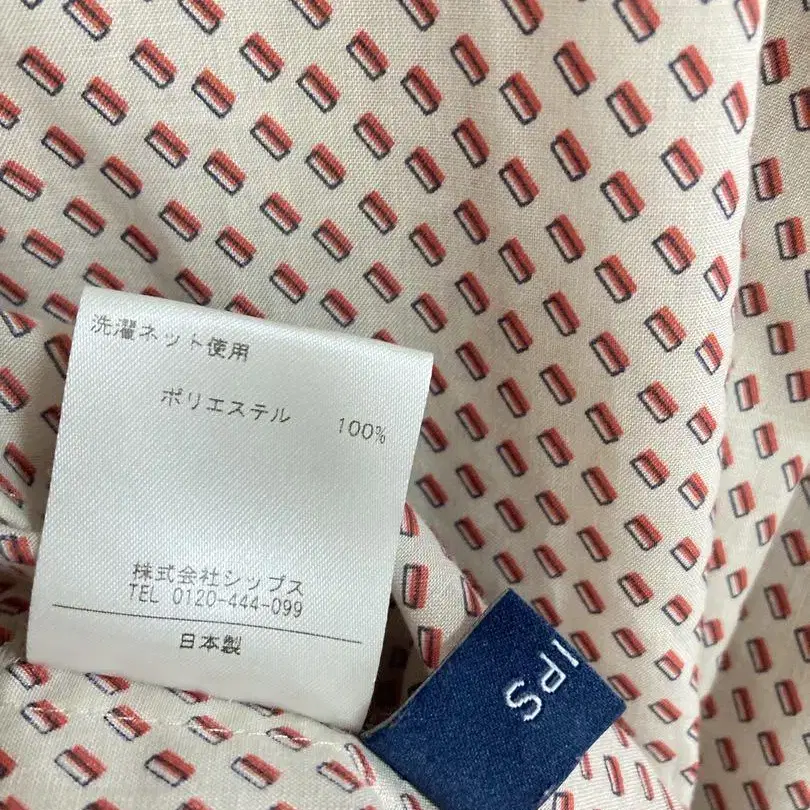 洗濯ネット使用
ポリエステル 100%
株式会社シップス
TEL 0120-444-099
日本製
IPS